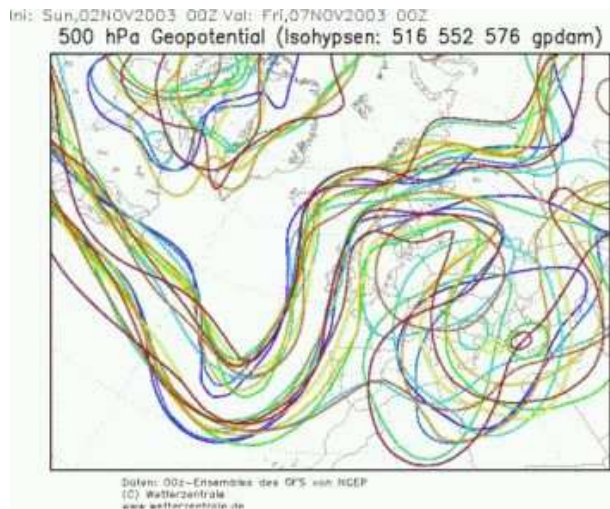 Ini: Sun,02NOV2003 00Z Val: Fri,07NOV2003 00Z
500 hPa Geopotential (Isohypsen: 516 552 576 gpdam)
Daten: 00z-Ensembles des GFS von NCEP
(C) Wetterzentrale
www.wetterzentrale.de